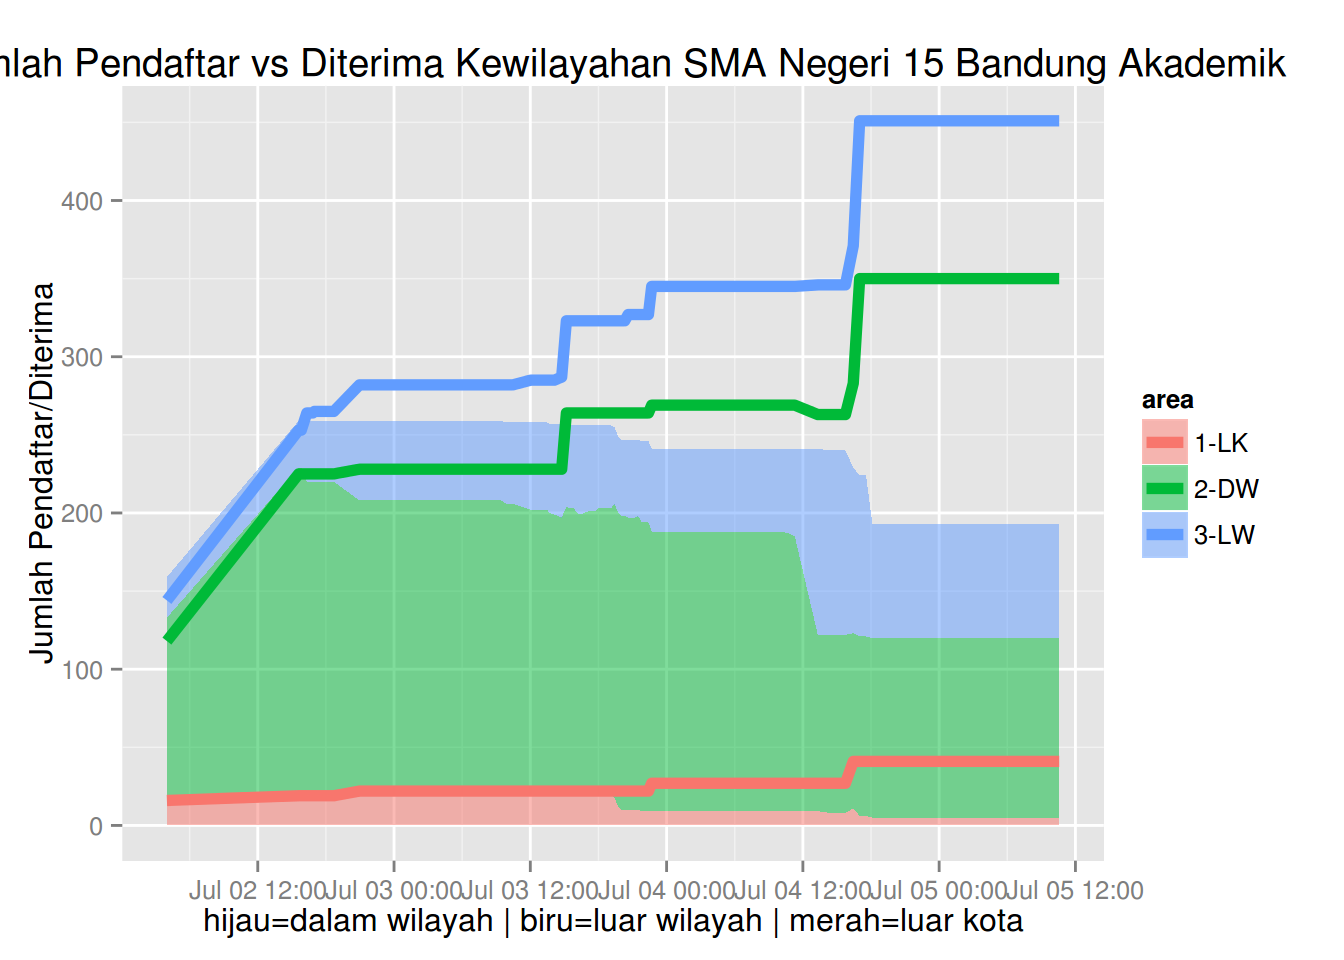 mlah Pendaftar vs Diterima Kewilayahan SMA Negeri 15 Bandung Akademik
400
300
200
100
0
Jumlah Pendaftar/Diterima
Jul 02 12:00 Jul 03 00:00 Jul 03 12:00 Jul 04 00:00 Jul 04 12:00 Jul 05 00:00 Jul 05 12:00
hijau=dalam wilayah | biru=luar wilayah | merah=luar kota
area
1-LK
2-DW
3-LW